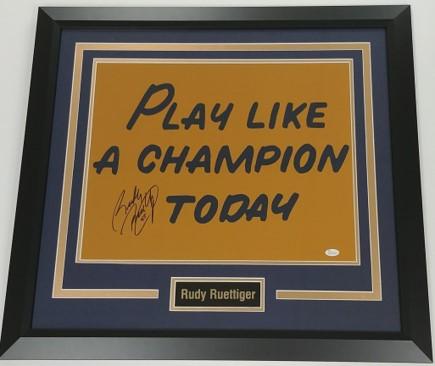 PLAY LIKE
A CHAMPION
TODAY
Rudy Ruettiger